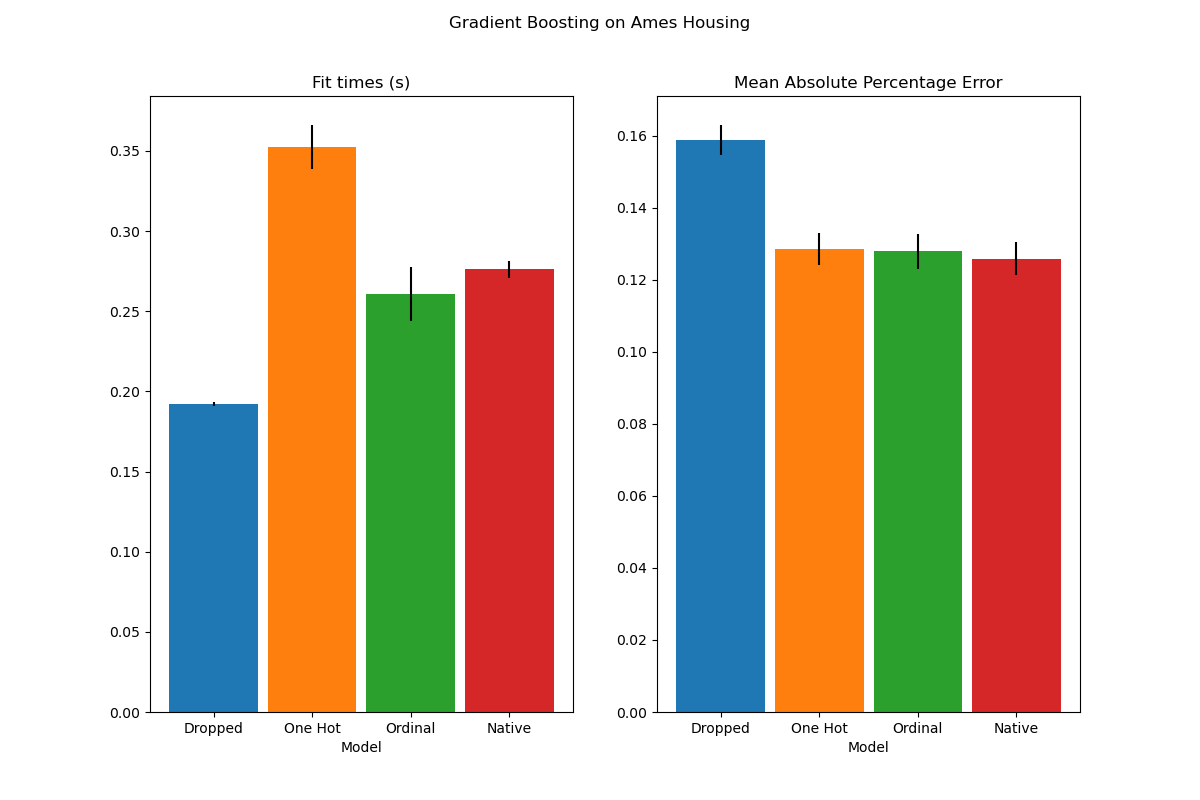 Gradient Boosting on Ames Housing
Fit times (s)
0.35
0.30
0.25
0.20
0.15
0.10
0.05
0.00
Dropped One Hot Ordinal Native
Model
Mean Absolute Percentage Error
0.16
0.14
0.12
0.10
0.08
0.06
0.04
0.02
0.00
Dropped One Hot Ordinal Native
Model